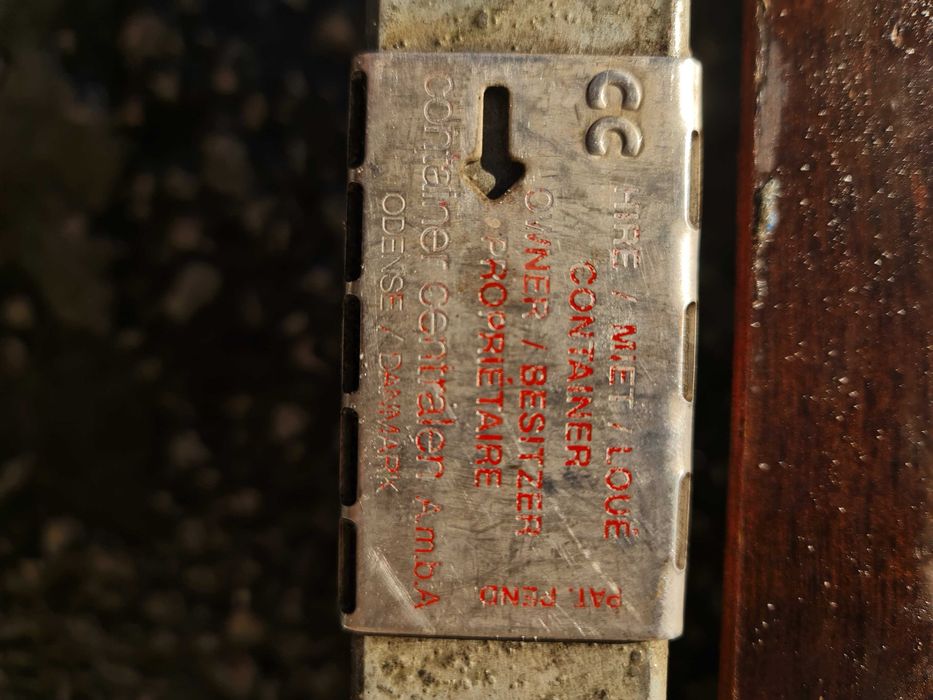 CC
HIRE / MIET / LOUÉ
CONTAINER
OWNER / BESITZER
PROPRIÉTAIRE
container centralen A.m.b.A
ODENSE / DANMARK
PAT. PEND